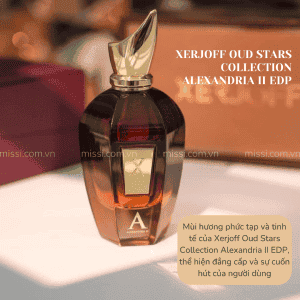 XERJOFF OUD STARS
COLLECTION
ALEXANDRIA II EDP
missi.com.vn missi.com.vn missi.com.vn
X
A
ALEXANDRIA II
Mùi hương phức tạp và tinh
tế của Xerjoff Oud Stars
Collection Alexandria II EDP,
thể hiện đẳng cấp và sự cuốn
hút của người dùng